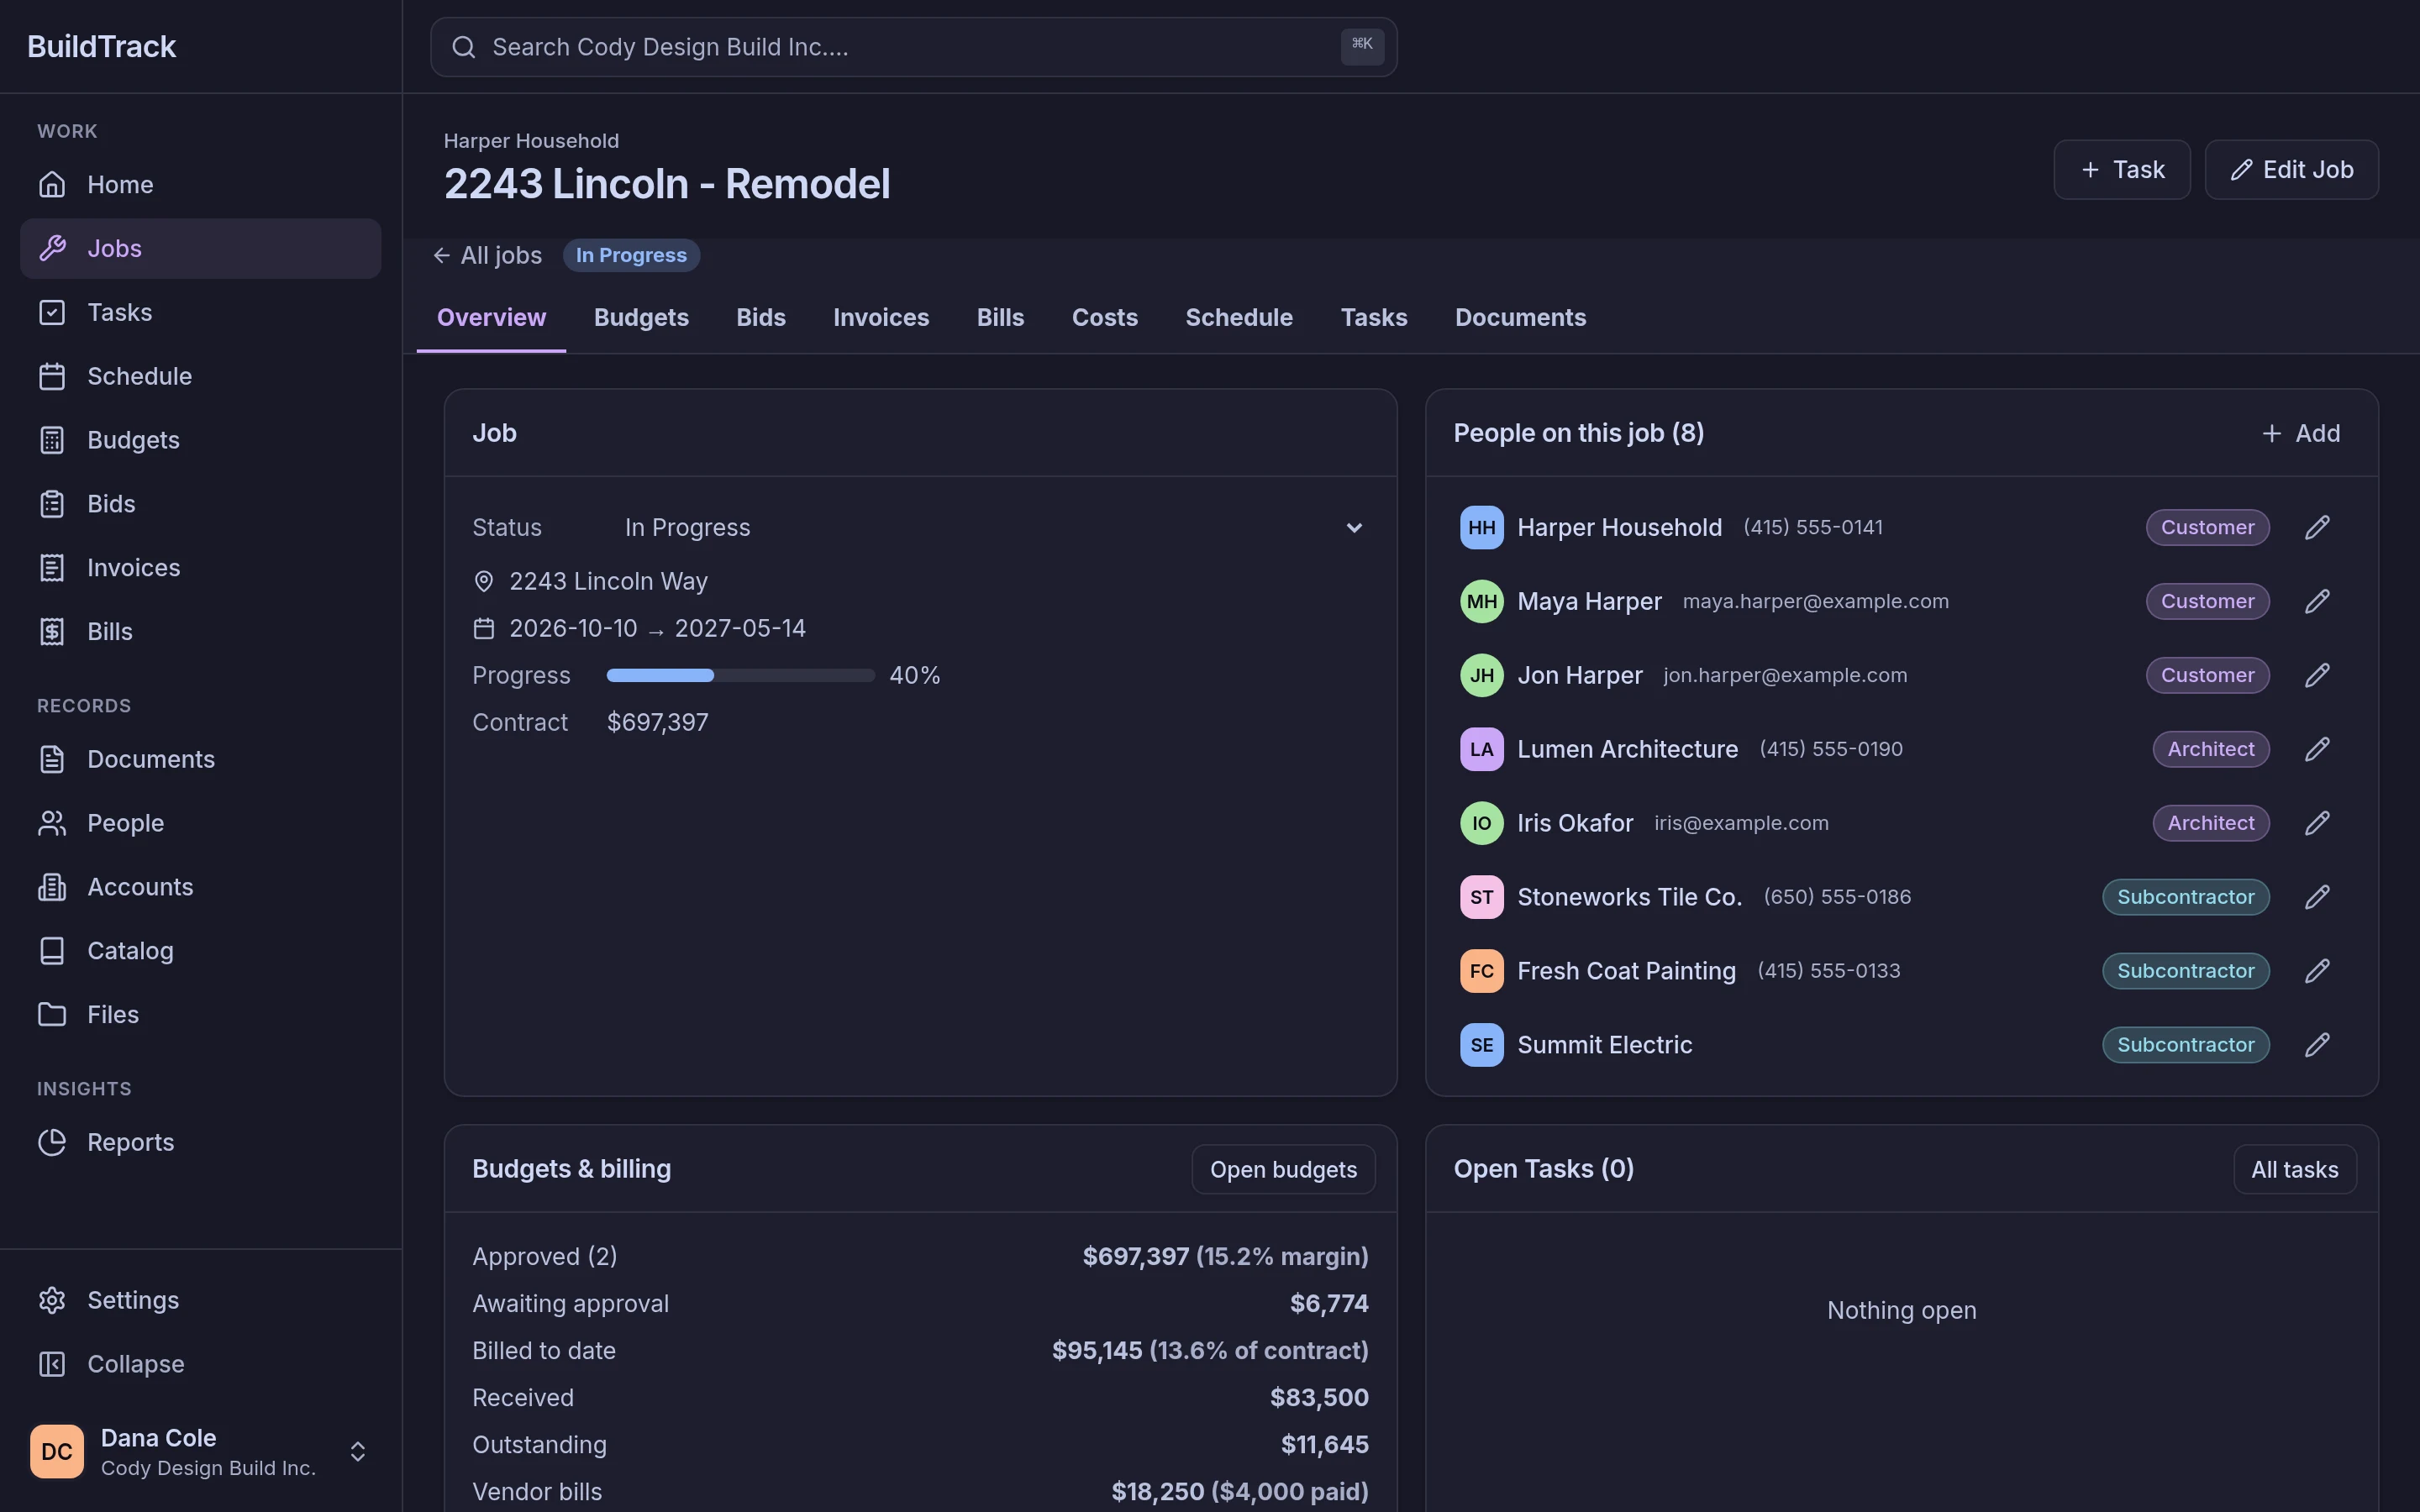 BuildTrack
Search Cody Design Build Inc....
⌘K
WORK
Home
Jobs
Tasks
Schedule
Budgets
Bids
Invoices
Bills
RECORDS
Documents
People
Accounts
Catalog
Files
INSIGHTS
Reports
Settings
Collapse
DC
Dana Cole
Cody Design Build Inc.
Harper Household
2243 Lincoln - Remodel
+ Task
Edit Job
← All jobs
In Progress
Overview Budgets Bids Invoices Bills Costs Schedule Tasks Documents
Job
Status In Progress
2243 Lincoln Way
2026-10-10 → 2027-05-14
Progress 40%
Contract $697,397
People on this job (8)
+ Add
HH Harper Household (415) 555-0141 Customer
MH Maya Harper maya.harper@example.com Customer
JH Jon Harper jon.harper@example.com Customer
LA Lumen Architecture (415) 555-0190 Architect
IO Iris Okafor iris@example.com Architect
ST Stoneworks Tile Co. (650) 555-0186 Subcontractor
FC Fresh Coat Painting (415) 555-0133 Subcontractor
SE Summit Electric Subcontractor
Budgets & billing
Open budgets
Approved (2) $697,397 (15.2% margin)
Awaiting approval $6,774
Billed to date $95,145 (13.6% of contract)
Received $83,500
Outstanding $11,645
Vendor bills $18,250 ($4,000 paid)
Open Tasks (0)
All tasks
Nothing open